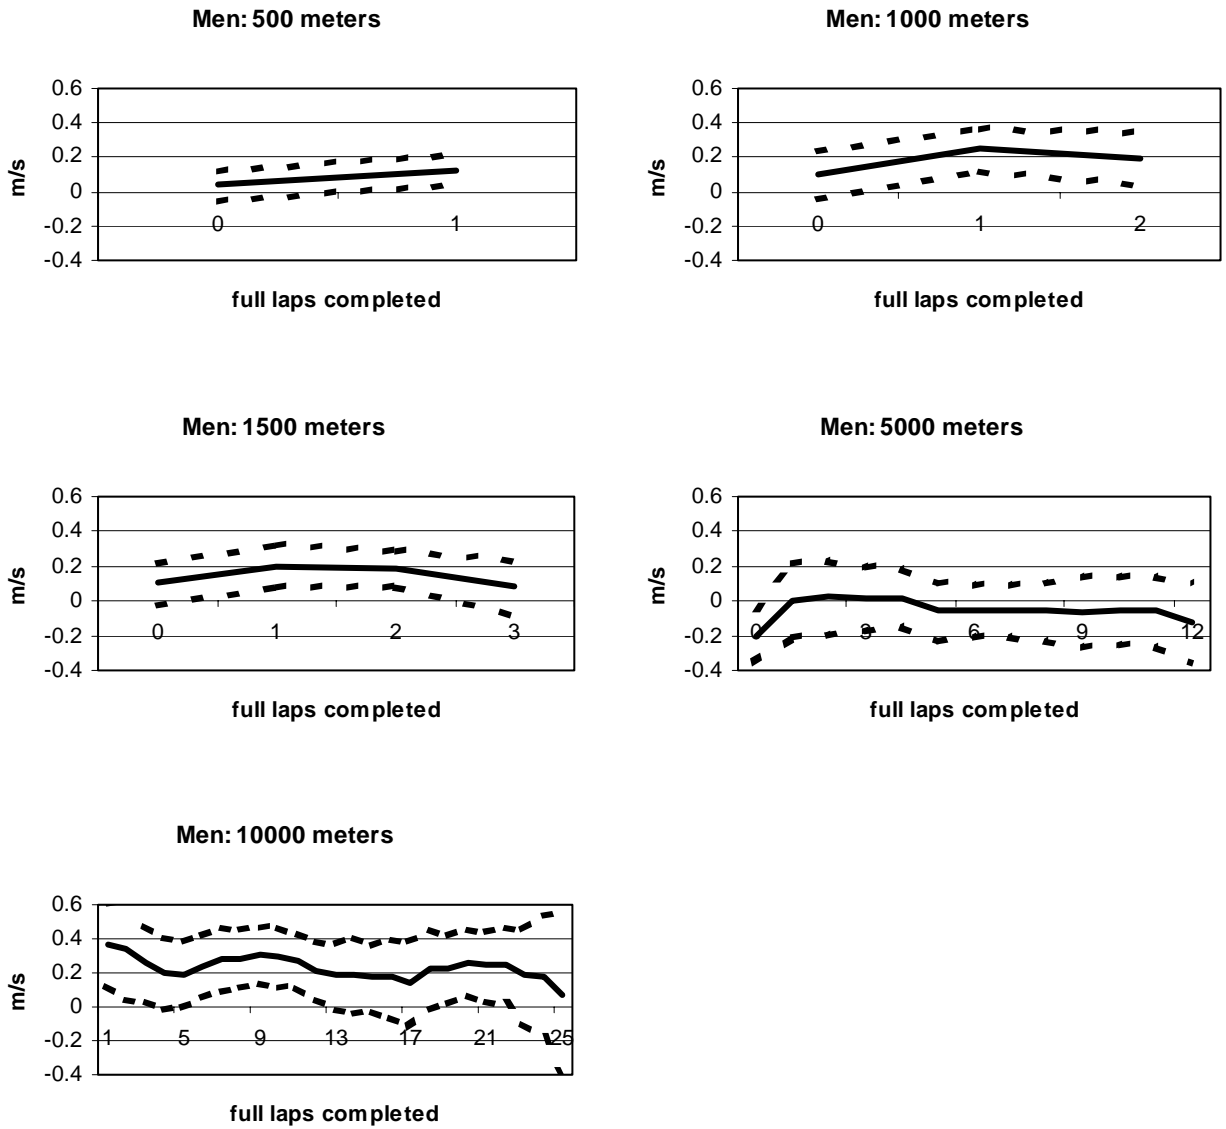 Men: 500 meters
0.6
0.4
0.2
0
-0.2
-0.4
m/s
0 1
full laps completed
Men: 1000 meters
0.6
0.4
0.2
0
-0.2
-0.4
m/s
0 1 2
full laps completed
Men: 1500 meters
0.6
0.4
0.2
0
-0.2
-0.4
m/s
0 1 2 3
full laps completed
Men: 5000 meters
0.6
0.4
0.2
0
-0.2
-0.4
m/s
0 3 6 9 12
full laps completed
Men: 10000 meters
0.6
0.4
0.2
0
-0.2
-0.4
m/s
1 5 9 13 17 21 25
full laps completed